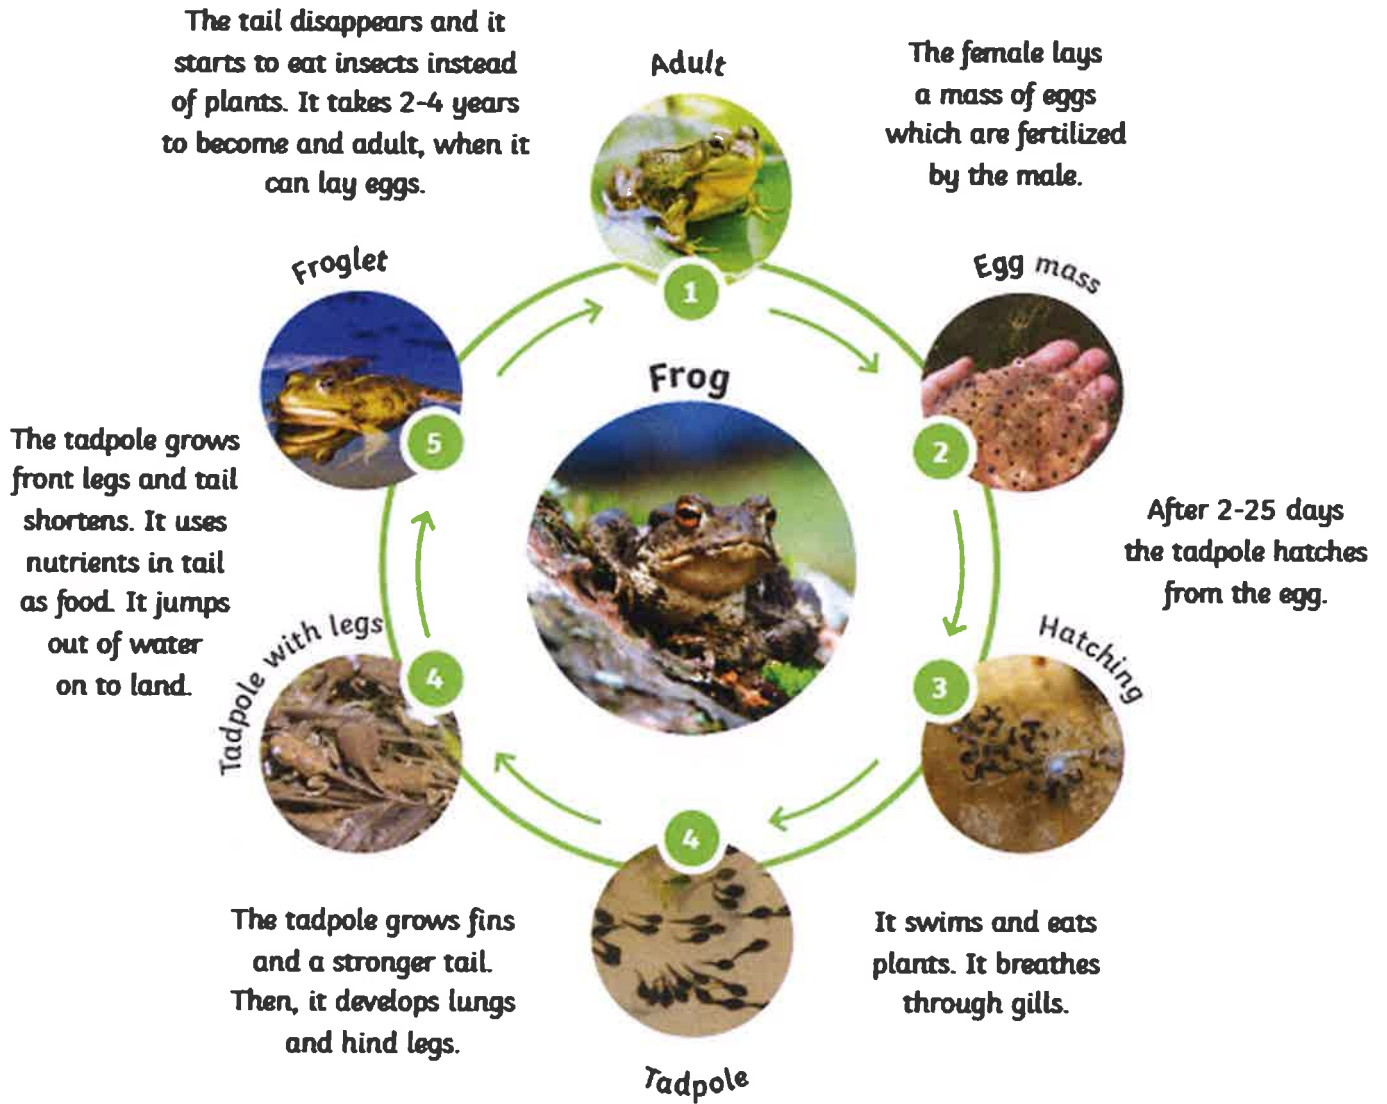 The tail disappears and it
starts to eat insects instead
of plants. It takes 2-4 years
to become and adult, when it
can lay eggs.
Adult
The female lays
a mass of eggs
which are fertilized
by the male.
Froglet
Egg mass
1
Frog
5
2
The tadpole grows
front legs and tail
shortens. It uses
nutrients in tail
as food. It jumps
out of water
on to land.
After 2-25 days
the tadpole hatches
from the egg.
Tadpole with legs
Hatching
4
3
4
The tadpole grows fins
and a stronger tail.
Then, it develops lungs
and hind legs.
It swims and eats
plants. It breathes
through gills.
Tadpole